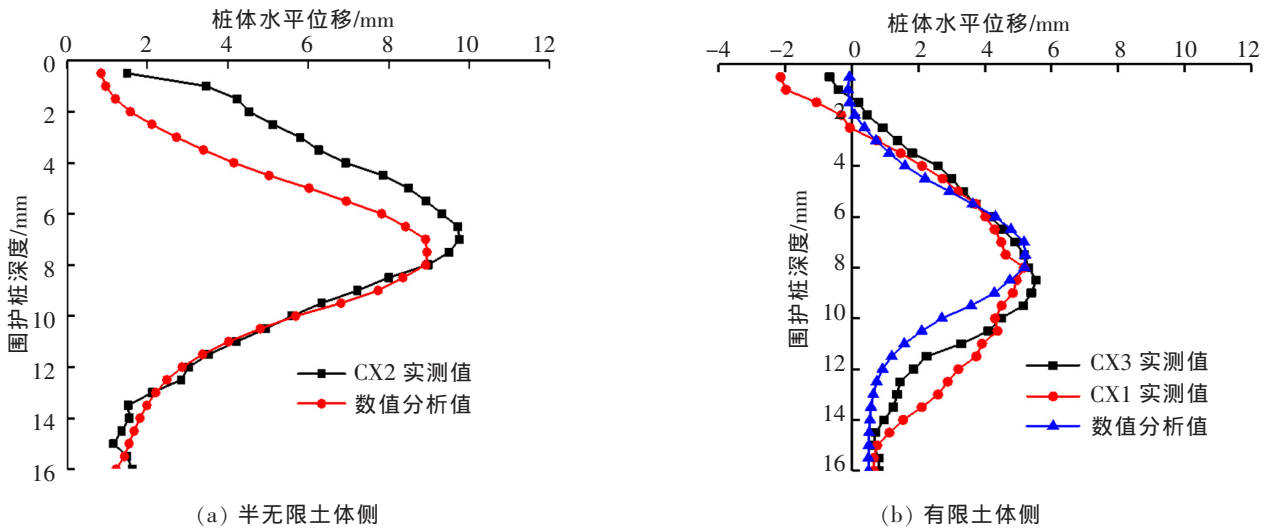 桩体水平位移/mm
0 2 4 6 8 10 12
0
2
4
6
8
10
12
14
16
围护桩深度/mm
CX2 实测值
数值分析值
(a) 半无限土体侧
桩体水平位移/mm
-4 -2 0 2 4 6 8 10 12
2
4
6
8
10
12
14
16
围护桩深度/mm
CX3 实测值
CX1 实测值
数值分析值
(b) 有限土体侧